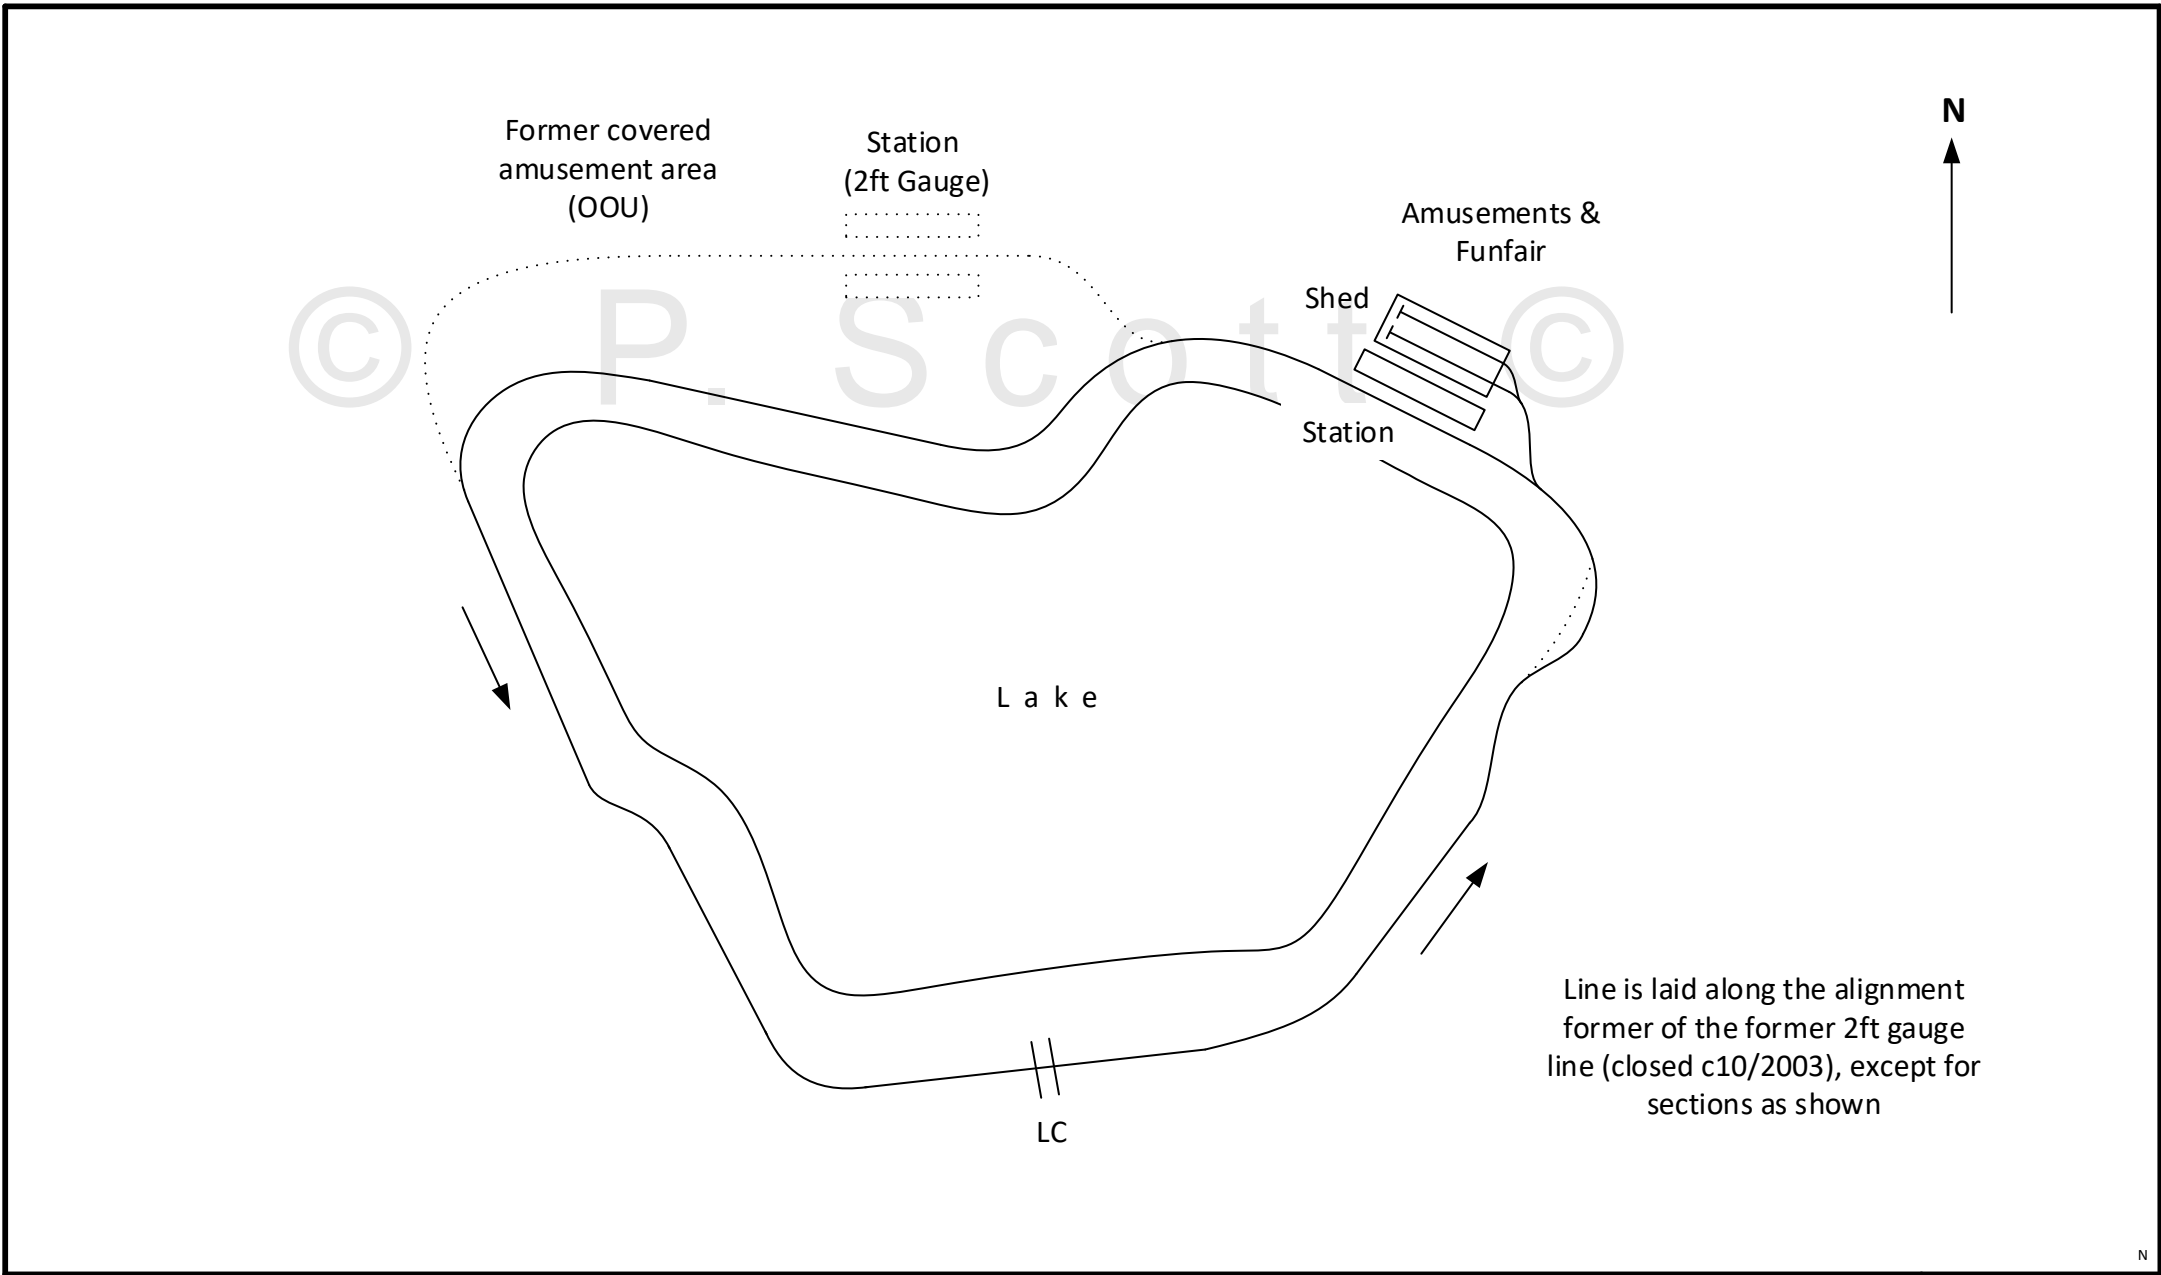 N
Former covered
amusement area
(OOU)
Station
(2ft Gauge)
Amusements &
Funfair
Shed
© P. Scott ©
Station
L a k e
Line is laid along the alignment
former of the former 2ft gauge
line (closed c10/2003), except for
sections as shown
LC
N